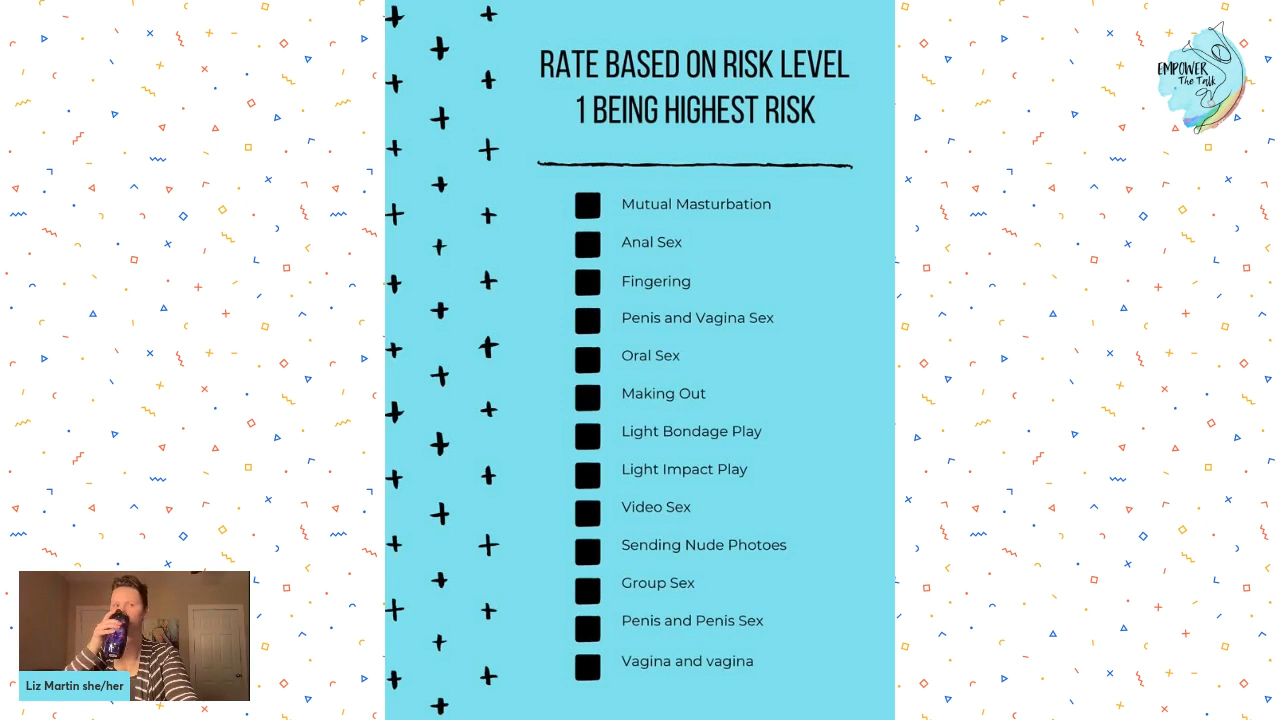 RATE BASED ON RISK LEVEL
1 BEING HIGHEST RISK
EMPOWER
The Talk
Mutual Masturbation
Anal Sex
Fingering
Penis and Vagina Sex
Oral Sex
Making Out
Light Bondage Play
Light Impact Play
Video Sex
Sending Nude Photoes
Group Sex
Penis and Penis Sex
Vagina and vagina
Liz Martin she/her